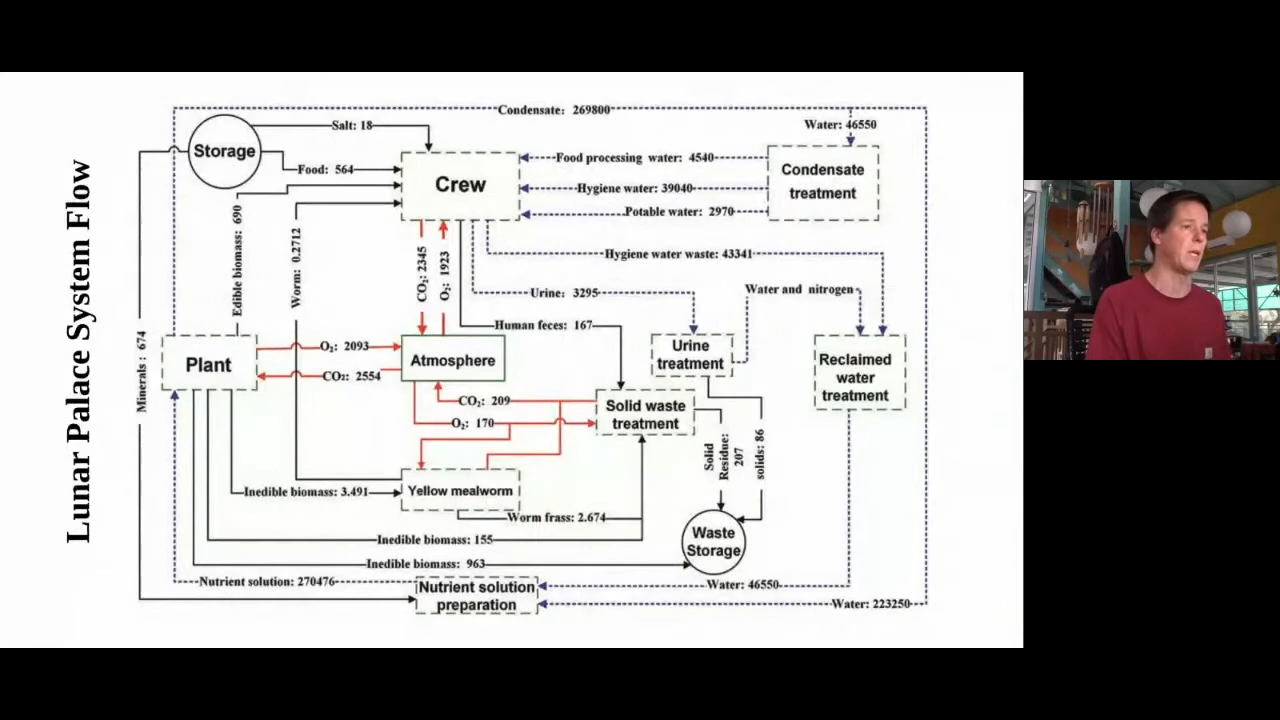 Lunar Palace System Flow
Condensate: 269800
Salt: 18
Water: 46550
Storage
Food: 564
Crew
Food processing water: 4540
Hygiene water: 39040
Potable water: 2970
Condensate
treatment
Edible biomass: 690
Worm: 0.2712
CO₂: 2345
O₂: 1923
Hygiene water waste: 43341
Urine: 3295
Water and nitrogen
Human feces: 167
Minerals: 674
Plant
O₂: 2093
CO₂: 2554
Atmosphere
Urine
treatment
Reclaimed
water
treatment
CO₂: 209
O₂: 170
Solid waste
treatment
Solid
Residue:
207
solids: 86
Inedible biomass: 3.491
Yellow mealworm
Worm frass: 2.674
Inedible biomass: 155
Waste
Storage
Inedible biomass: 963
Nutrient solution: 270476
Nutrient solution
preparation
Water: 46550
Water: 223250